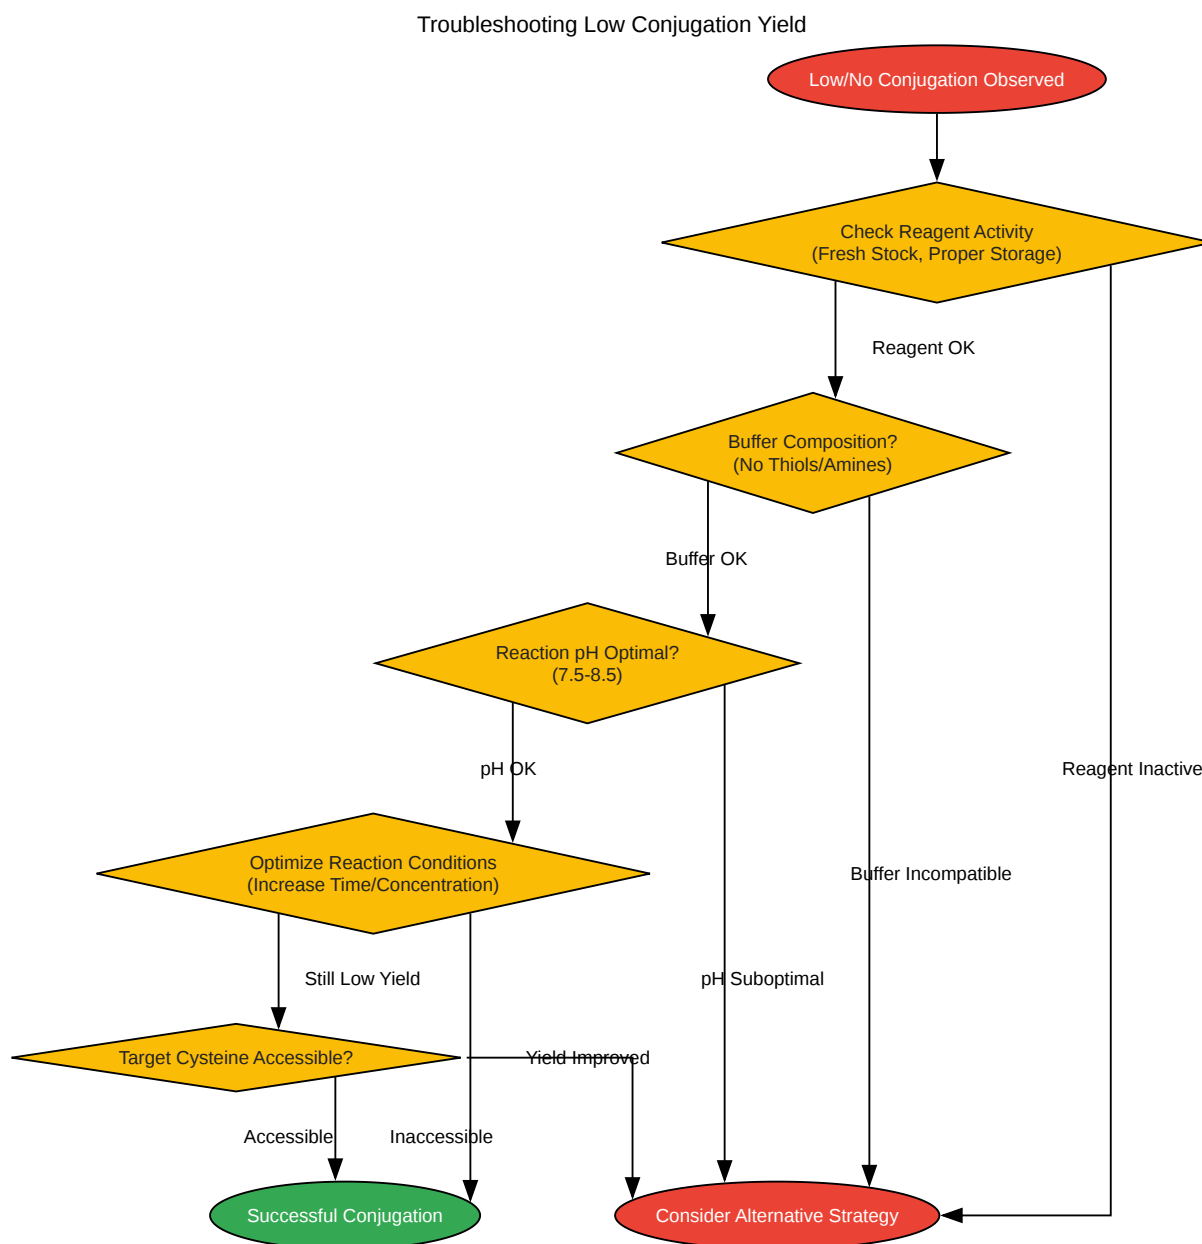 Troubleshooting Low Conjugation Yield
Low/No Conjugation Observed
Check Reagent Activity
(Fresh Stock, Proper Storage)
Reagent OK
Buffer Composition?
(No Thiols/Amines)
Buffer OK
Reaction pH Optimal?
(7.5-8.5)
pH OK
Reagent Inactive
Optimize Reaction Conditions
(Increase Time/Concentration)
Buffer Incompatible
Still Low Yield
pH Suboptimal
Target Cysteine Accessible?
Yield Improved
Accessible
Inaccessible
Successful Conjugation
Consider Alternative Strategy